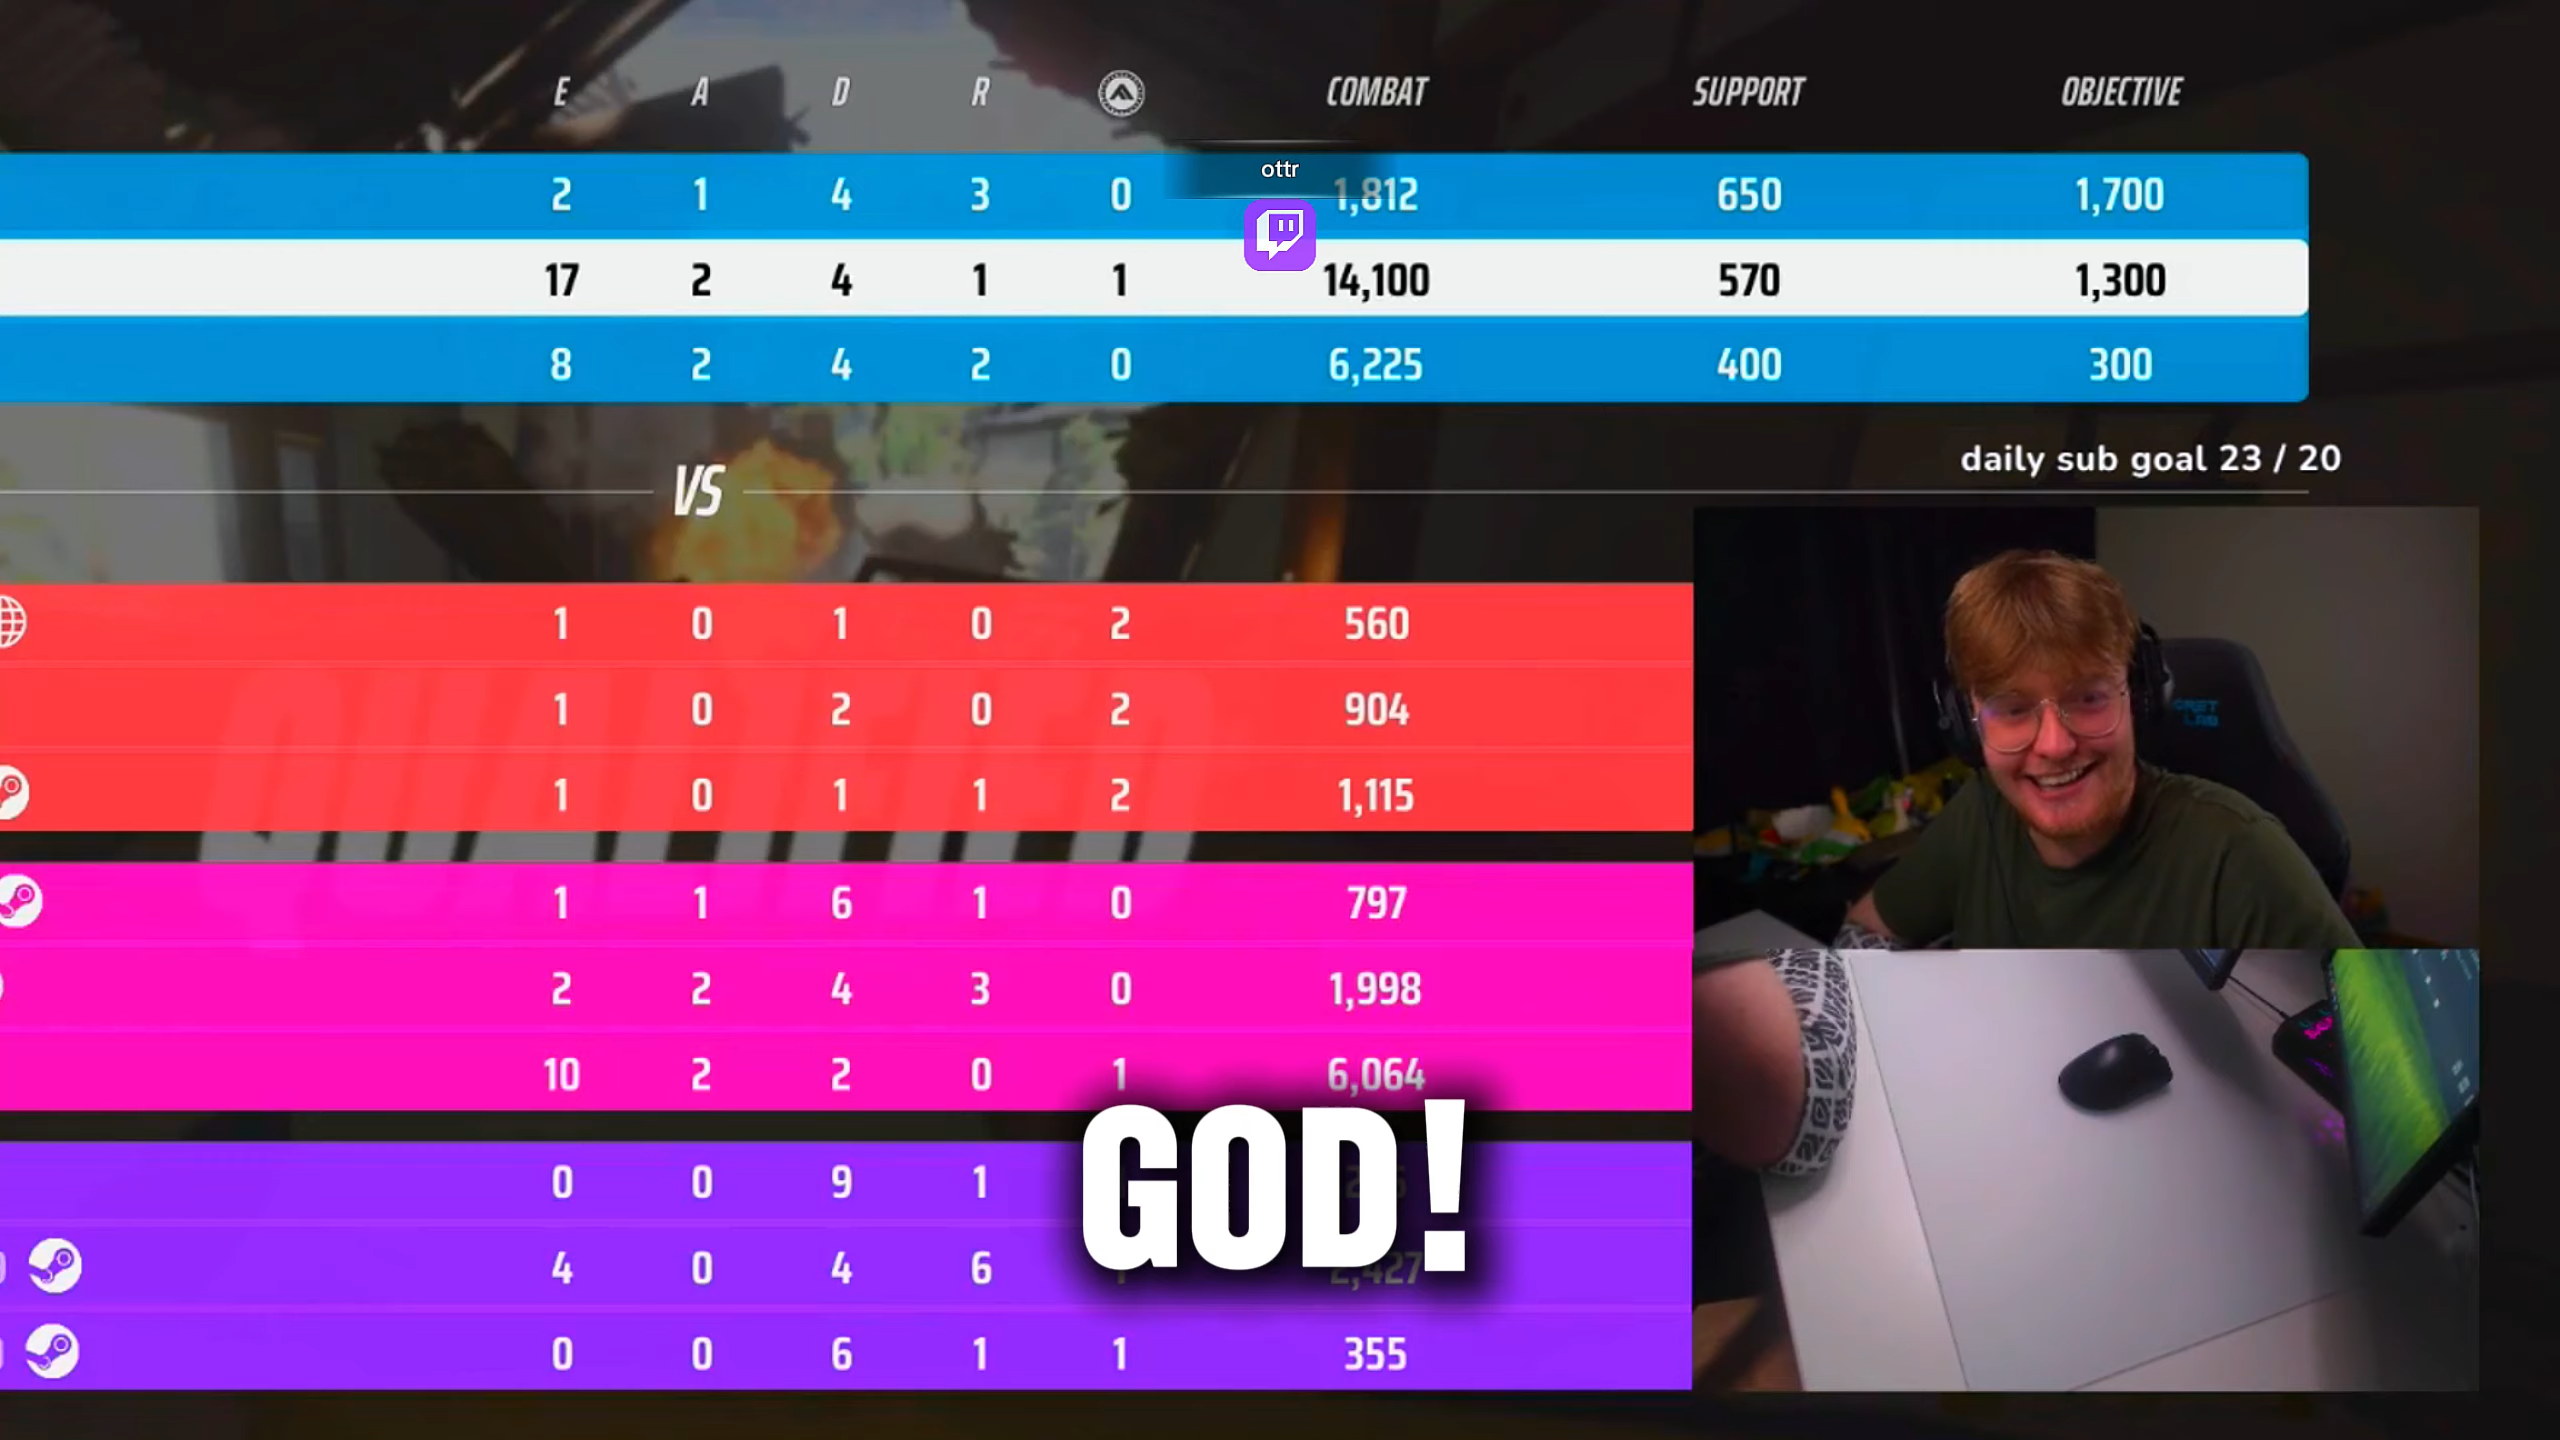 E A D R COMBAT SUPPORT OBJECTIVE
ottr
2 1 4 3 0 1,812 650 1,700
17 2 4 1 1 14,100 570 1,300
8 2 4 2 0 6,225 400 300
daily sub goal 23 / 20
VS
1 0 1 0 2 560
1 0 2 0 2 904
1 0 1 1 2 1,115
QUALIFIED
1 1 6 1 0 797
2 2 4 3 0 1,998
10 2 2 0 1 6,064
GOD!
0 0 9 1
4 0 4 6 2,427
0 0 6 1 1 355